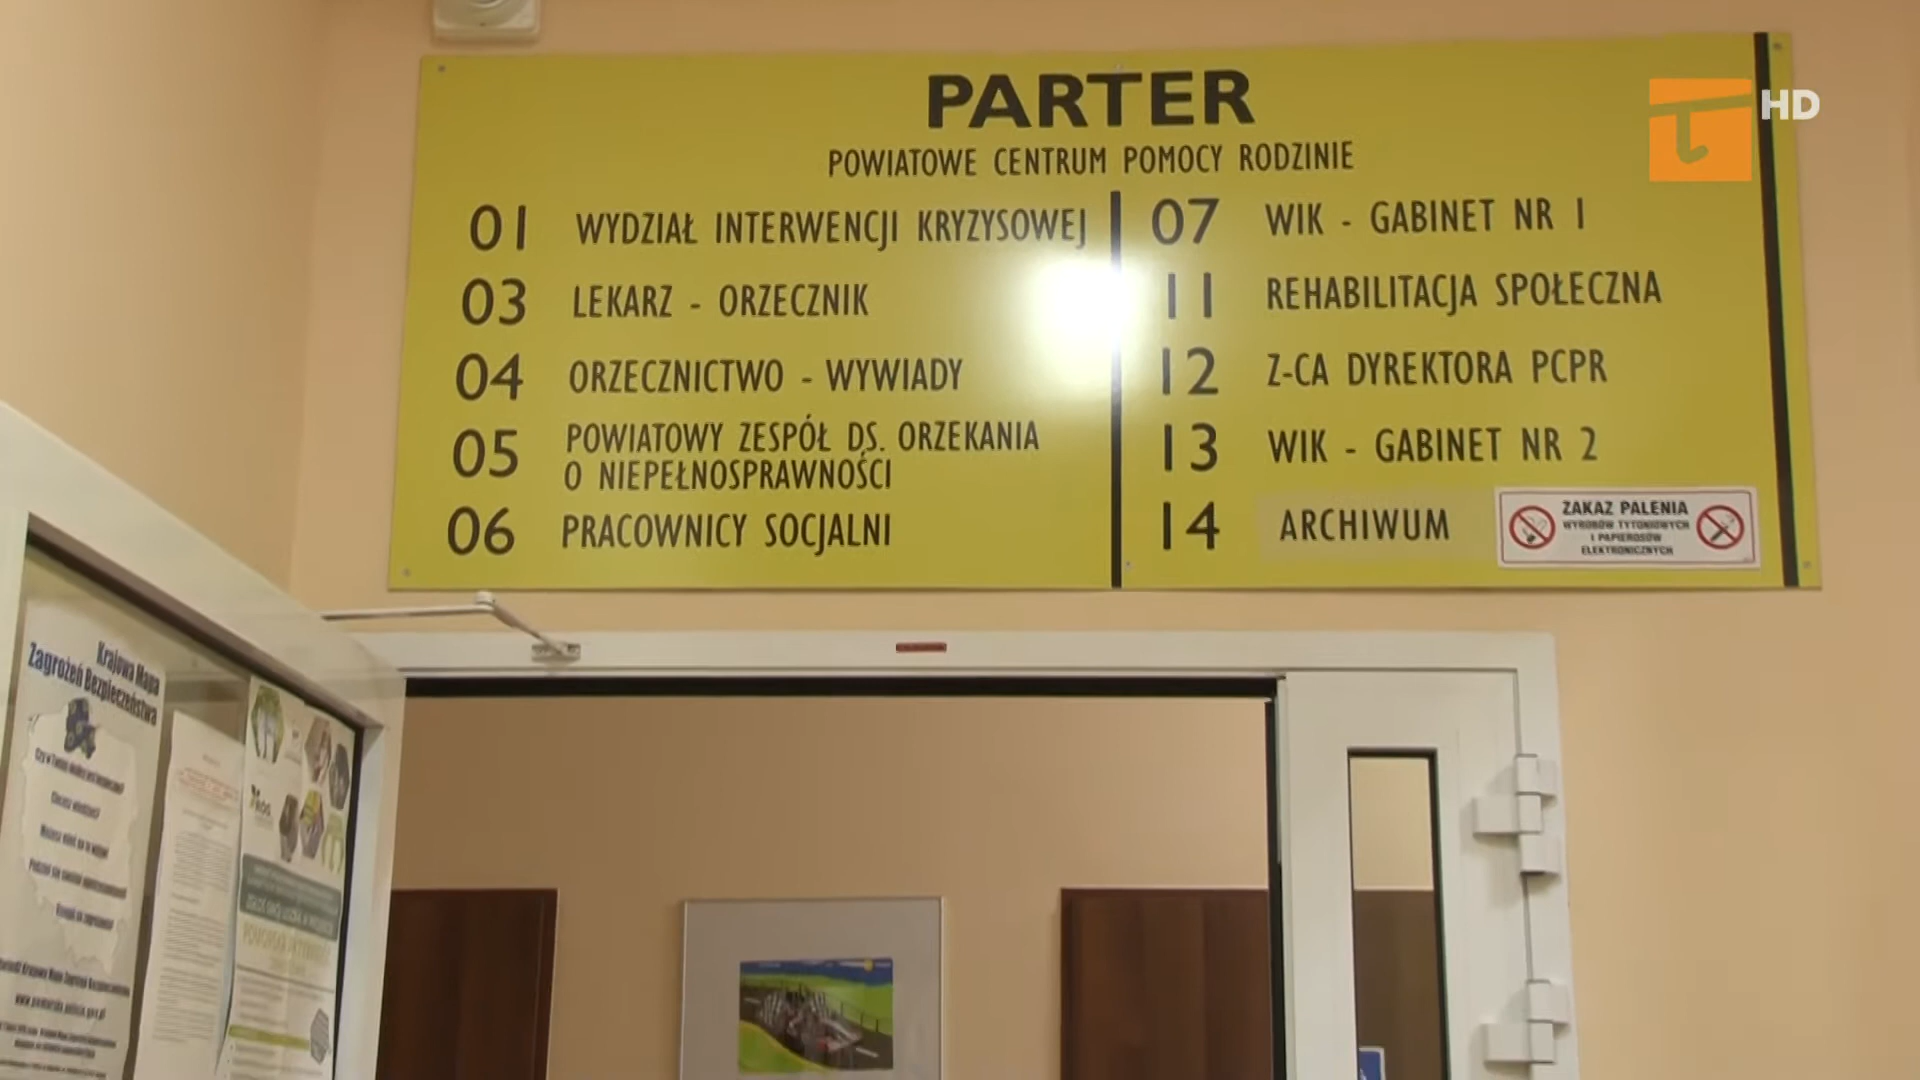 PARTER
POWIATOWE CENTRUM POMOCY RODZINIE
01 WYDZIAŁ INTERWENCJI KRYZYSOWEJ
03 LEKARZ - ORZECZNIK
04 ORZECZNICTWO - WYWIADY
05 POWIATOWY ZESPÓŁ DS. ORZEKANIA
O NIEPEŁNOSPRAWNOŚCI
06 PRACOWNICY SOCJALNI
07 WIK - GABINET NR 1
11 REHABILITACJA SPOŁECZNA
12 Z-CA DYREKTORA PCPR
13 WIK - GABINET NR 2
14 ARCHIWUM
ZAKAZ PALENIA
WYROBÓW TYTONIOWYCH
I PAPIEROSÓW
ELEKTRONICZNYCH
HD
Krajowa Mapa
Zagrożeń Bezpieczeństwa